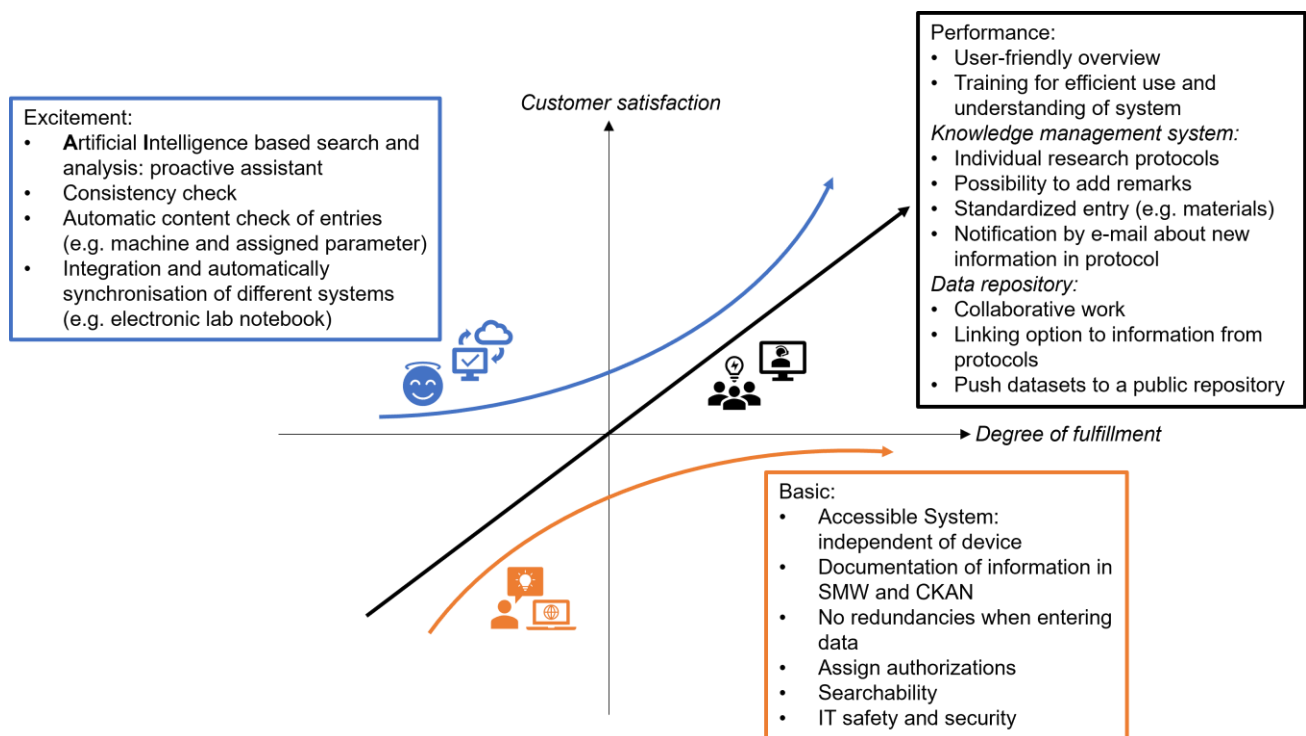 Performance:
• User-friendly overview
• Training for efficient use and
understanding of system
Knowledge management system:
• Individual research protocols
• Possibility to add remarks
• Standardized entry (e.g. materials)
• Notification by e-mail about new
information in protocol
Data repository:
• Collaborative work
• Linking option to information from
protocols
• Push datasets to a public repository
Customer satisfaction
Excitement:
• Artificial Intelligence based search and
analysis: proactive assistant
• Consistency check
• Automatic content check of entries
(e.g. machine and assigned parameter)
• Integration and automatically
synchronisation of different systems
(e.g. electronic lab notebook)
Degree of fulfillment
Basic:
• Accessible System:
independent of device
• Documentation of information in
SMW and CKAN
• No redundancies when entering
data
• Assign authorizations
• Searchability
• IT safety and security